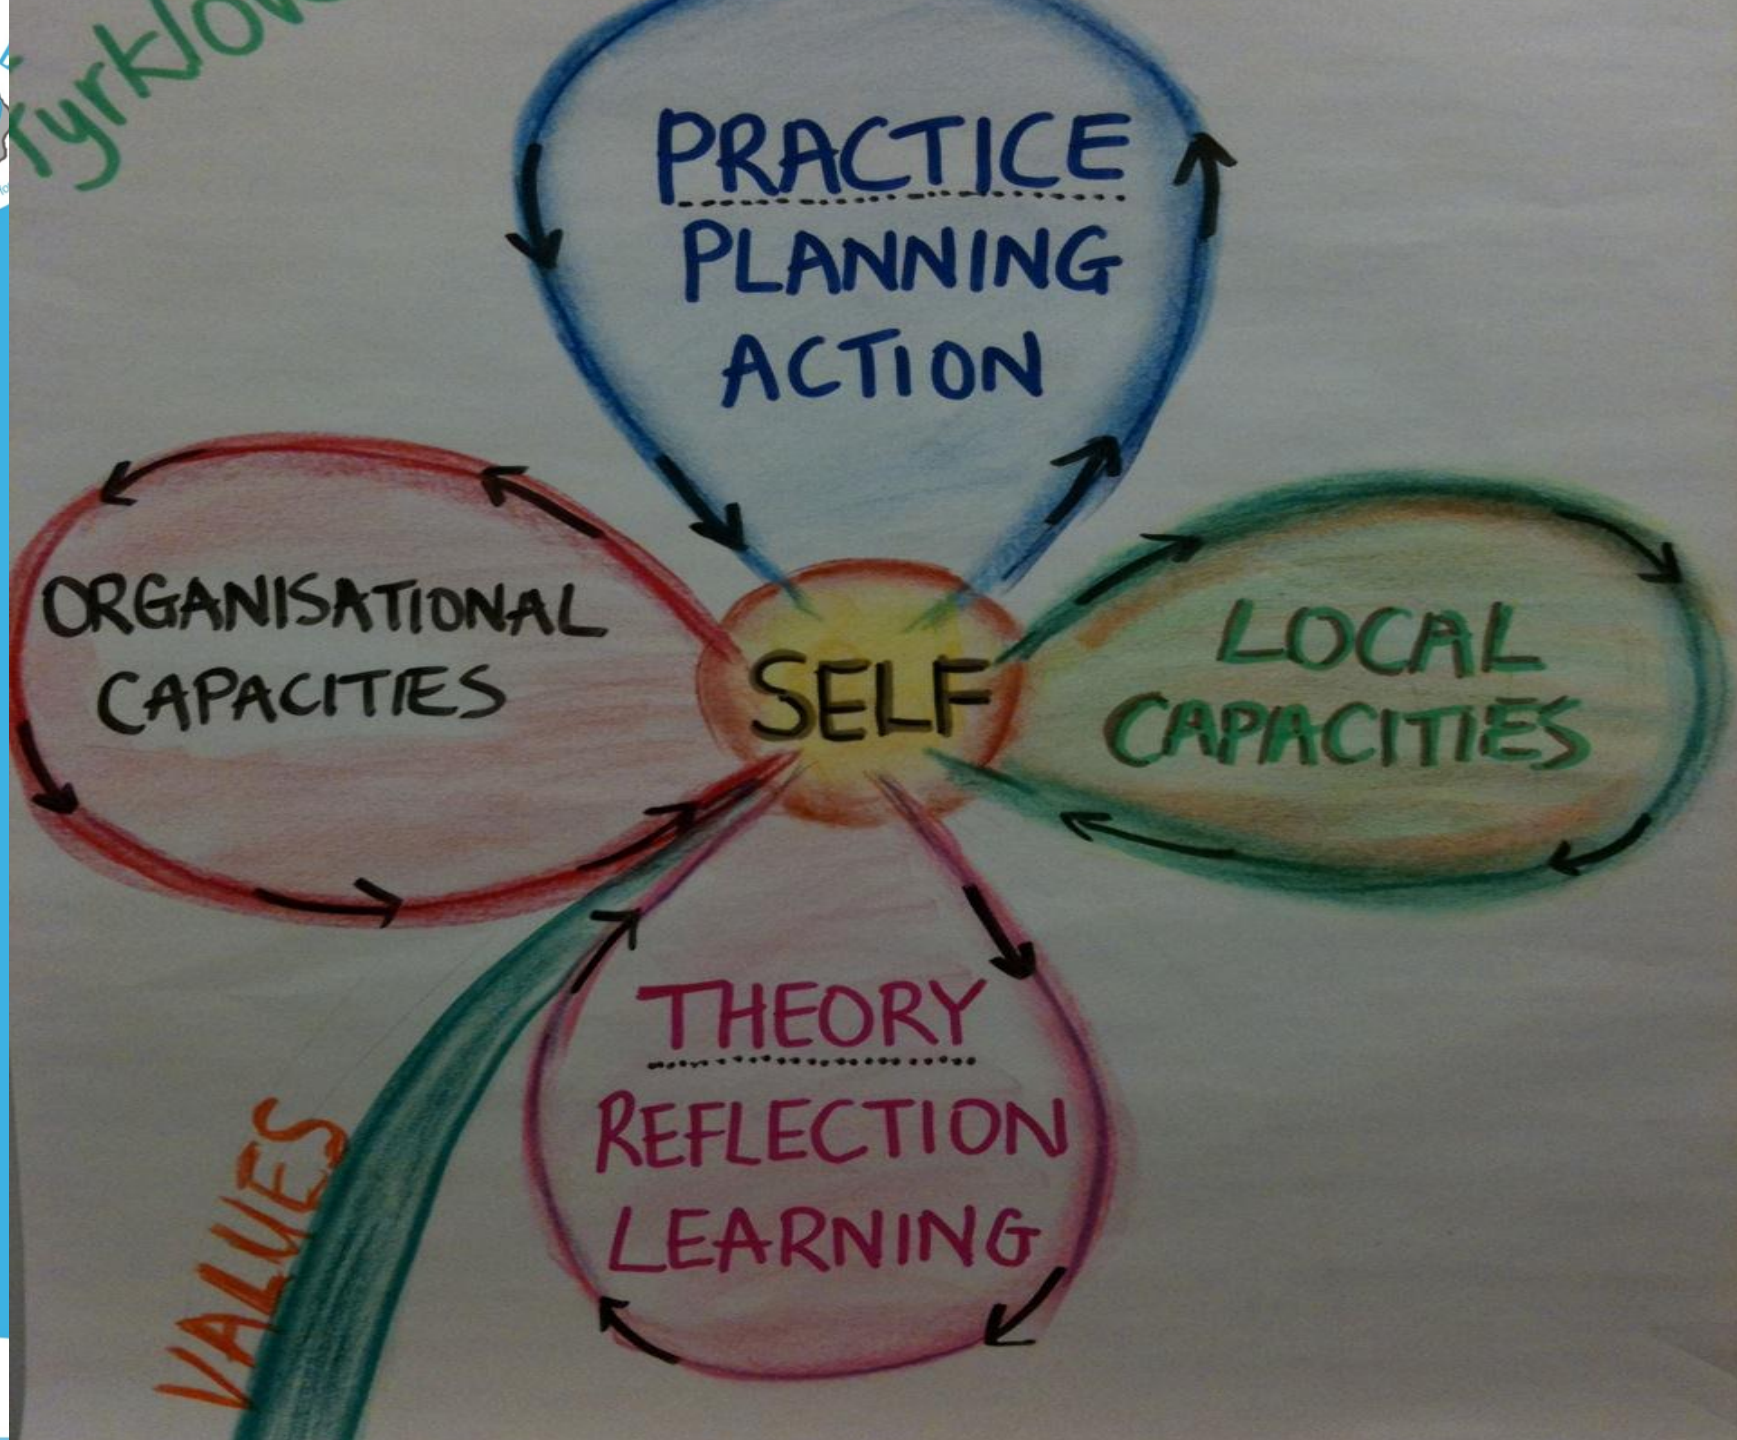 PRACTICE
PLANNING
ACTION
ORGANISATIONAL
CAPACITIES
SELF
LOCAL
CAPACITIES
THEORY
REFLECTION
LEARNING
VALUES